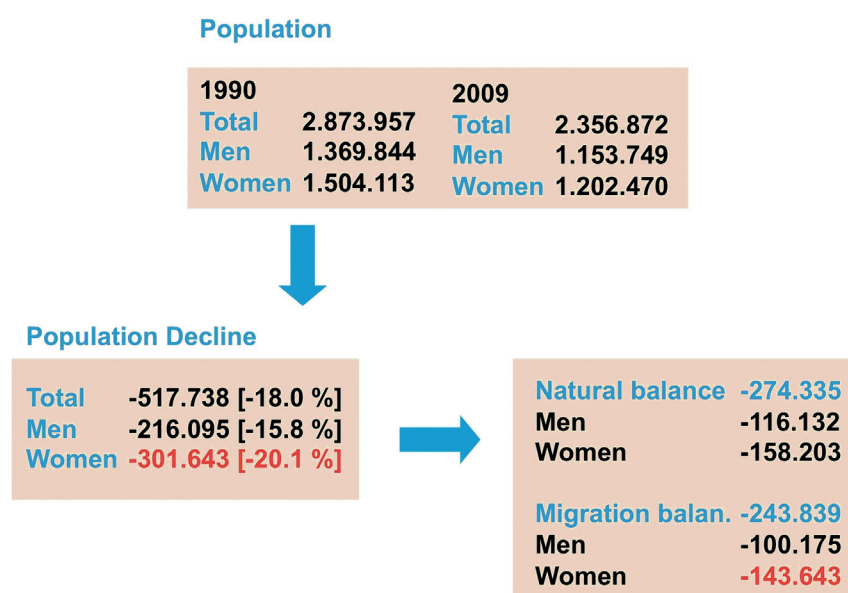 Population
1990
Total 2.873.957
Men 1.369.844
Women 1.504.113
2009
Total 2.356.872
Men 1.153.749
Women 1.202.470
Population Decline
Total -517.738 [-18.0 %]
Men -216.095 [-15.8 %]
Women -301.643 [-20.1 %]
Natural balance -274.335
Men -116.132
Women -158.203
Migration balan. -243.839
Men -100.175
Women -143.643